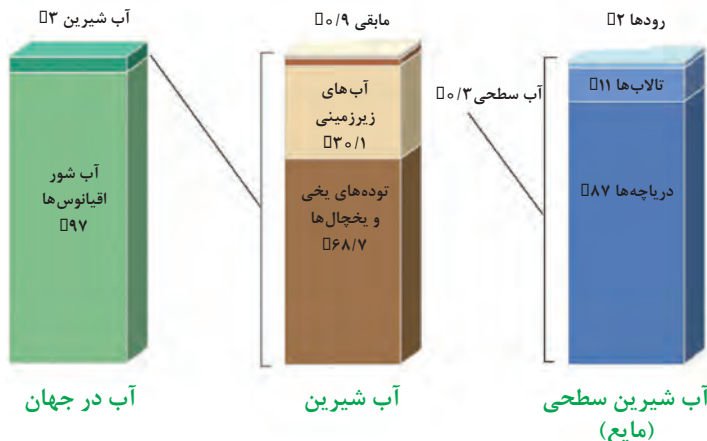 رودها ۲
تالاب‌ها ۱۱
دریاچه‌ها ۸۷
آب شیرین سطحی
(مایع)
آب سطحی ۰/۳
مابقی ۰/۹
آب‌های
زیرزمینی
۳۰/۱
توده‌های یخی
و یخچال‌ها
۶۸/۷
آب شیرین
آب شیرین ۳
آب شور
اقیانوس‌ها
۹۷
آب در جهان